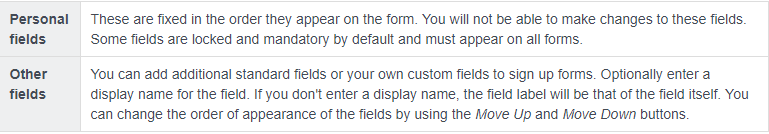 Personal fields
These are fixed in the order they appear on the form. You will not be able to make changes to these fields.
Some fields are locked and mandatory by default and must appear on all forms.
Other fields
You can add additional standard fields or your own custom fields to sign up forms. Optionally enter a
display name for the field. If you don't enter a display name, the field label will be that of the field itself. You
can change the order of appearance of the fields by using the Move Up and Move Down buttons.